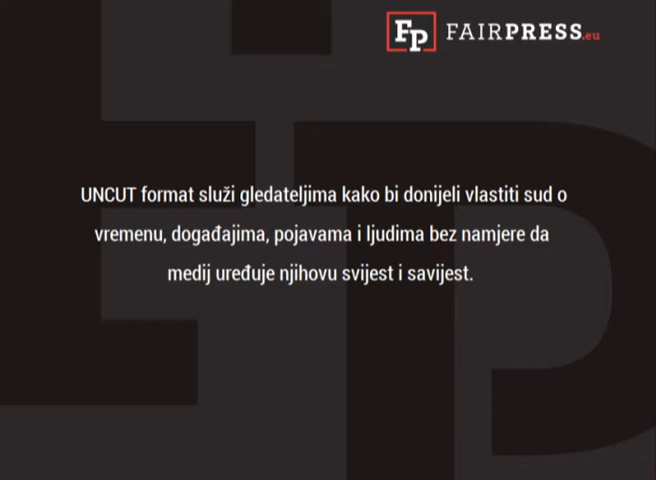 FP FAIRPRESS.eu
UNCUT format služi gledateljima kako bi donijeli vlastiti sud o
vremenu, događajima, pojavama i ljudima bez namjere da
medij uređuje njihovu svijest i savijest.